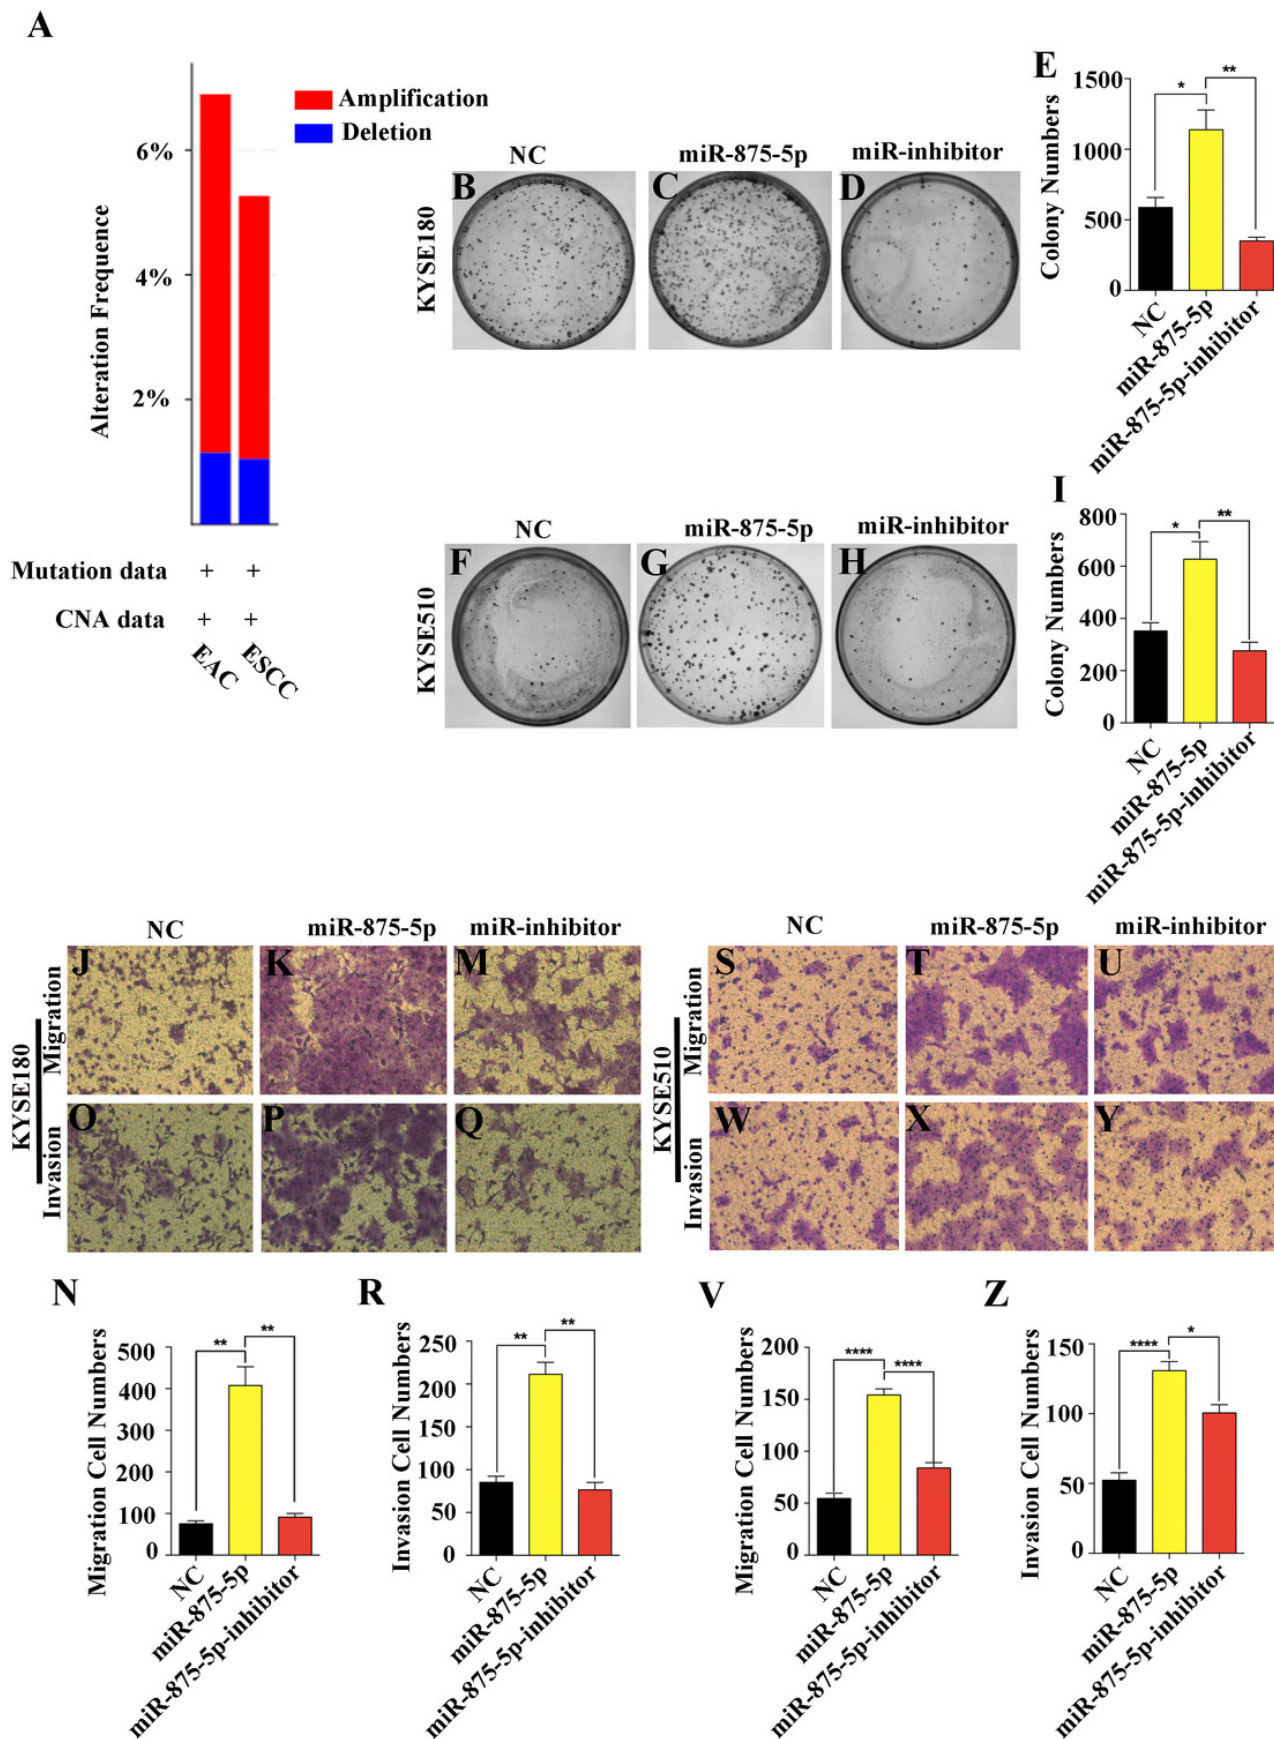 A
Amplification
Deletion
6%
4%
2%
Alteration Frequence
Mutation data + +
CNA data + +
EAC
ESCC
NC
miR-875-5p
miR-inhibitor
KYSE180
B
C
D
E
1500
1000
500
0
Colony Numbers
*
**
NC
miR-875-5p
miR-875-5p-inhibitor
NC
miR-875-5p
miR-inhibitor
KYSE510
F
G
H
I
800
600
400
200
0
Colony Numbers
*
**
NC
miR-875-5p
miR-875-5p-inhibitor
NC
miR-875-5p
miR-inhibitor
KYSE180
Migration
J
K
M
Invasion
O
P
Q
NC
miR-875-5p
miR-inhibitor
KYSE510
Migration
S
T
U
Invasion
W
X
Y
N
500
400
300
200
100
0
Migration Cell Numbers
**
**
NC
miR-875-5p
miR-875-5p-inhibitor
R
250
200
150
100
50
0
Invasion Cell Numbers
**
**
NC
miR-875-5p
miR-875-5p-inhibitor
V
200
150
100
50
0
Migration Cell Numbers
****
****
NC
miR-875-5p
miR-875-5p-inhibitor
Z
150
100
50
0
Invasion Cell Numbers
****
*
NC
miR-875-5p
miR-875-5p-inhibitor